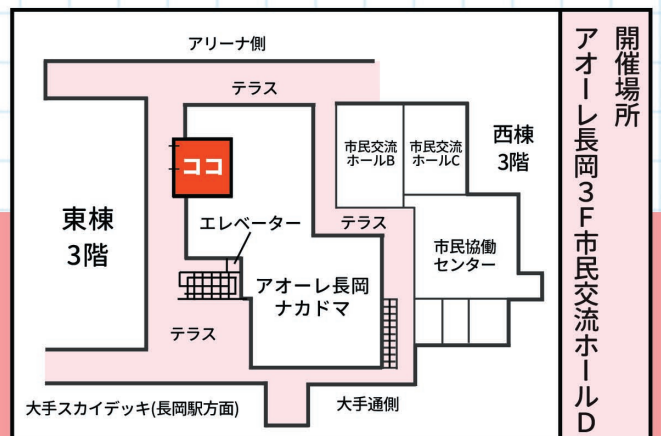 開催場所
アオーレ長岡3F市民交流ホールD
アリーナ側
テラス
ココ
市民交流
ホールB
市民交流
ホールC
西棟
3階
東棟
3階
エレベーター
テラス
市民協働
センター
アオーレ長岡
ナカドマ
テラス
大手スカイデッキ(長岡駅方面)
大手通側